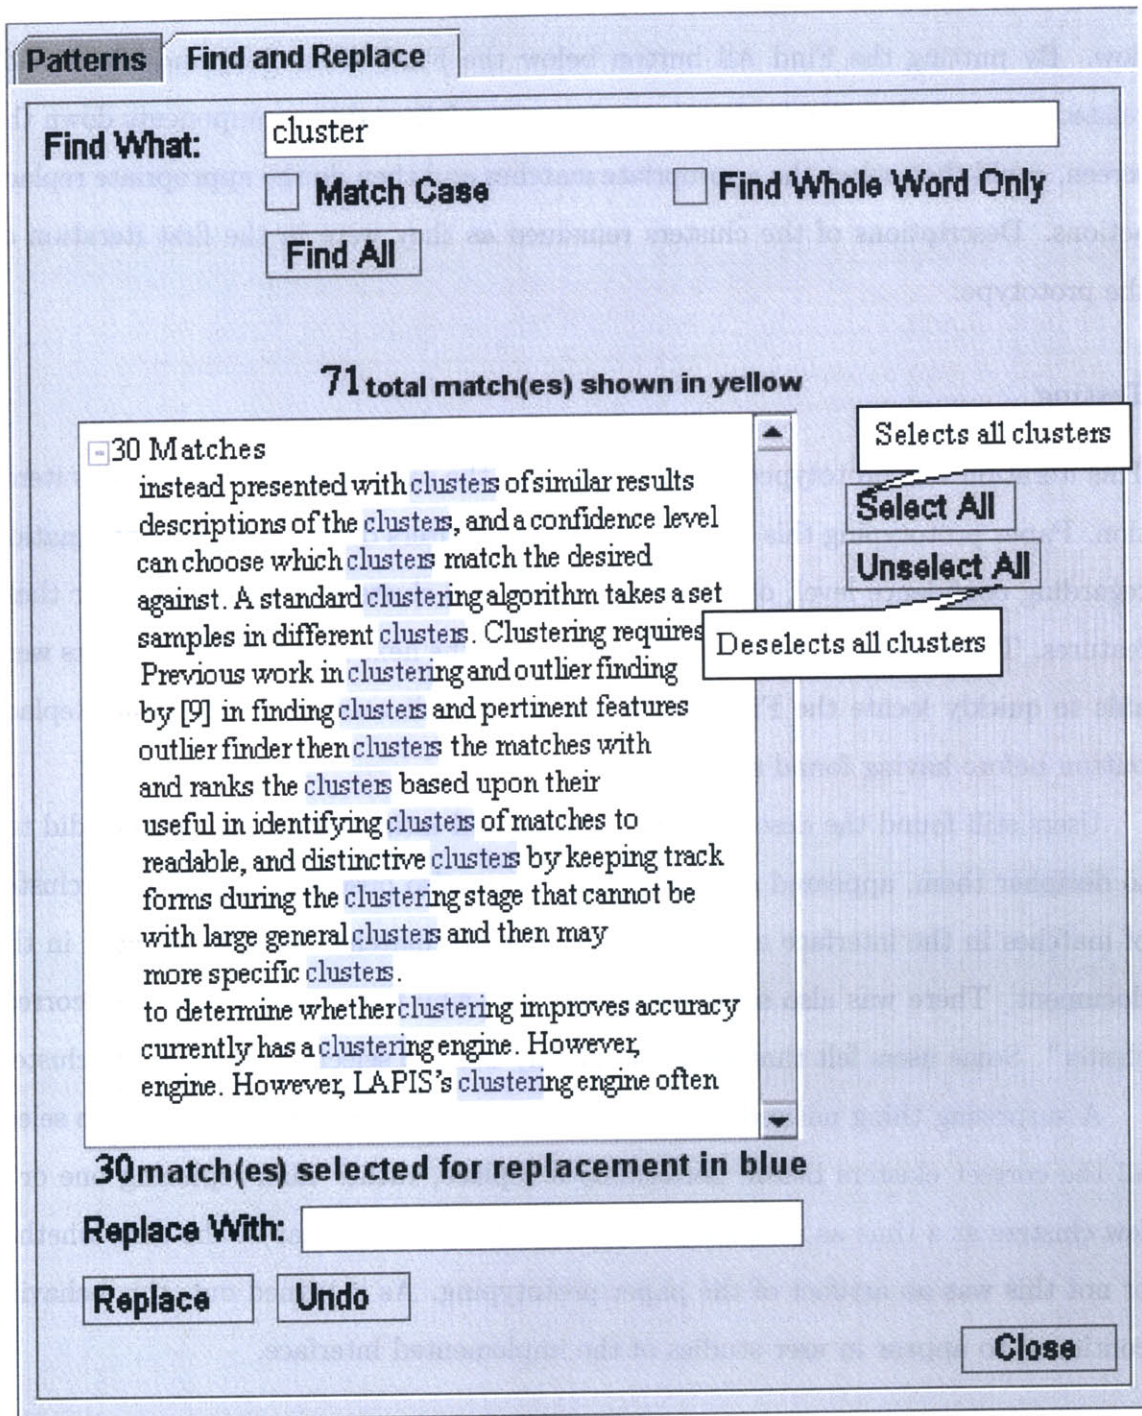 Patterns Find and Replace
Find What: cluster
Match Case Find Whole Word Only
Find All
71 total match(es) shown in yellow
30 Matches
Selects all clusters
instead presented with clusters of similar results
descriptions of the clusters, and a confidence level
Select All
can choose which clusters match the desired
Unselect All
against. A standard clustering algorithm takes a set
samples in different clusters. Clustering requires
Deselects all clusters
Previous work in clustering and outlier finding
by [9] in finding clusters and pertinent features
outlier finder then clusters the matches with
and ranks the clusters based upon their
useful in identifying clusters of matches to
readable, and distinctive clusters by keeping track
forms during the clustering stage that cannot be
with large general clusters and then may
more specific clusters.
to determine whether clustering improves accuracy
currently has a clustering engine. However,
engine. However, LAPIS's clustering engine often
30 match(es) selected for replacement in blue
Replace With:
Replace Undo
Close